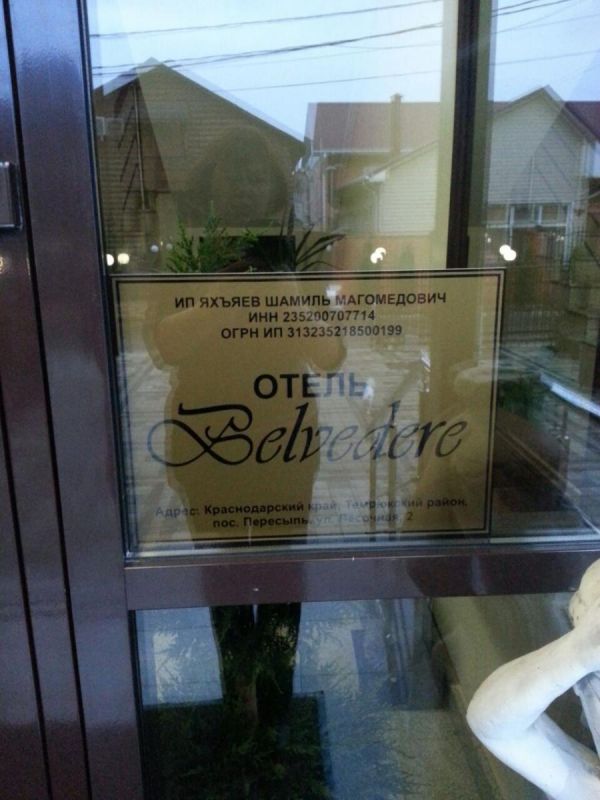 ИП ЯХЪЯЕВ ШАМИЛЬ МАГОМЕДОВИЧ
ИНН 235200707714
ОГРН ИП 313235218500199
ОТЕЛЬ
Belvedere
Адрес: Краснодарский край, Темрюкский район,
пос. Пересыпь, ул. Песочная, 2